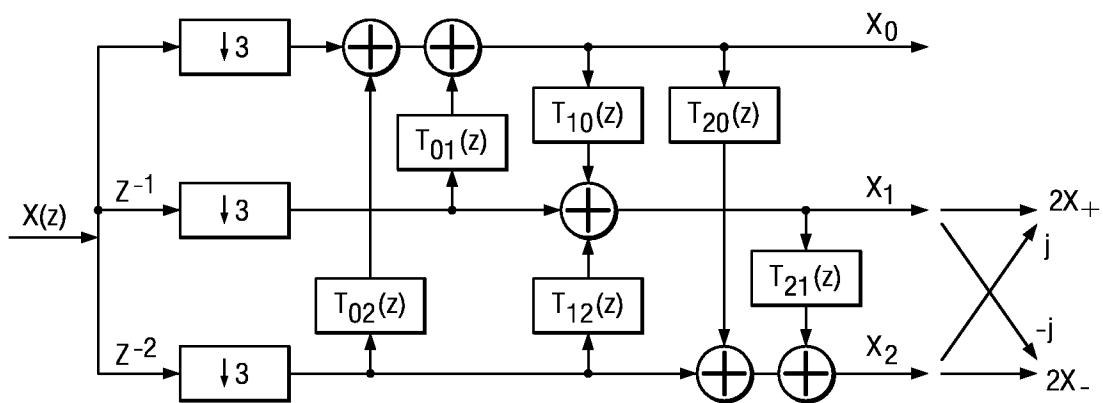 ↓3
X₀
T₁₀(z)
T₂₀(z)
T₀₁(z)
X(z)
Z⁻¹
↓3
X₁
2X₊
j
T₀₂(z)
T₁₂(z)
T₂₁(z)
-j
Z⁻²
↓3
X₂
2X₋